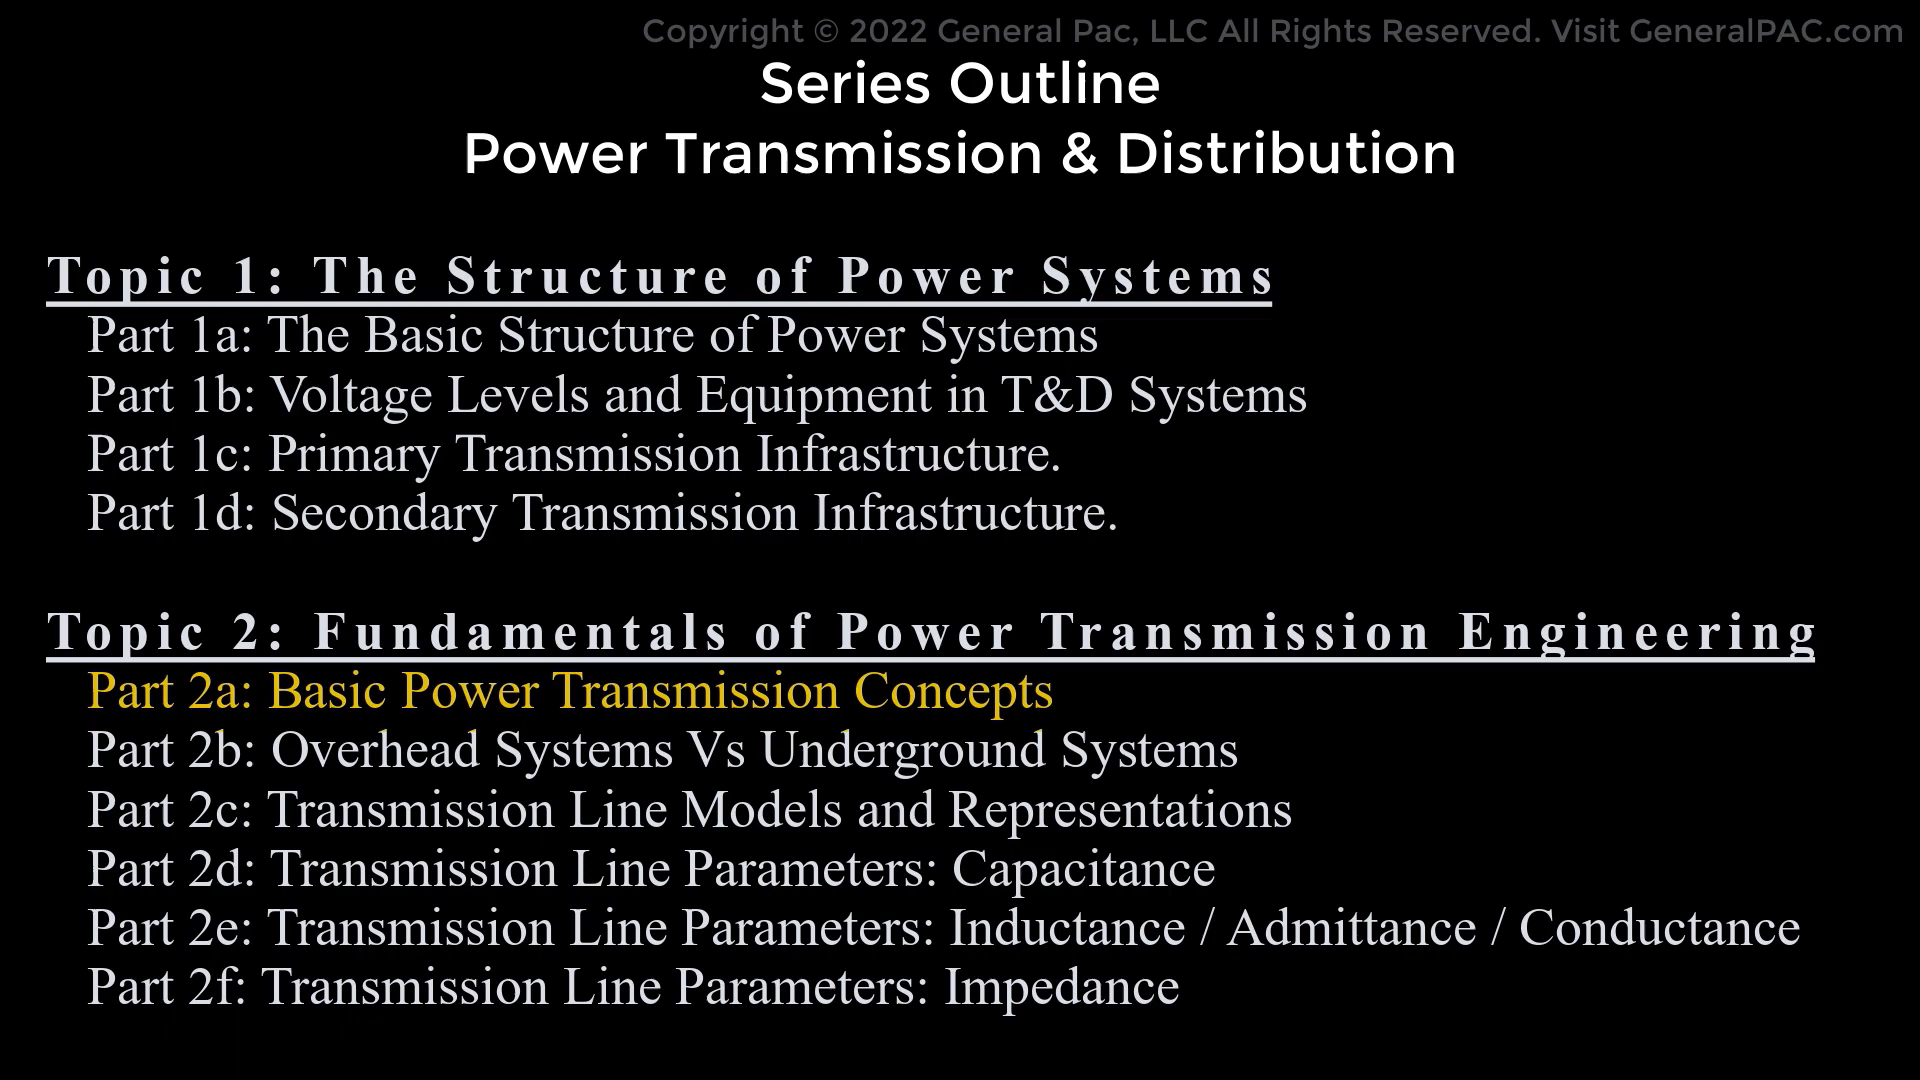 Copyright © 2022 General Pac, LLC All Rights Reserved. Visit GeneralPAC.com
Series Outline
Power Transmission & Distribution
Topic 1: The Structure of Power Systems
Part 1a: The Basic Structure of Power Systems
Part 1b: Voltage Levels and Equipment in T&D Systems
Part 1c: Primary Transmission Infrastructure.
Part 1d: Secondary Transmission Infrastructure.
Topic 2: Fundamentals of Power Transmission Engineering
Part 2a: Basic Power Transmission Concepts
Part 2b: Overhead Systems Vs Underground Systems
Part 2c: Transmission Line Models and Representations
Part 2d: Transmission Line Parameters: Capacitance
Part 2e: Transmission Line Parameters: Inductance / Admittance / Conductance
Part 2f: Transmission Line Parameters: Impedance